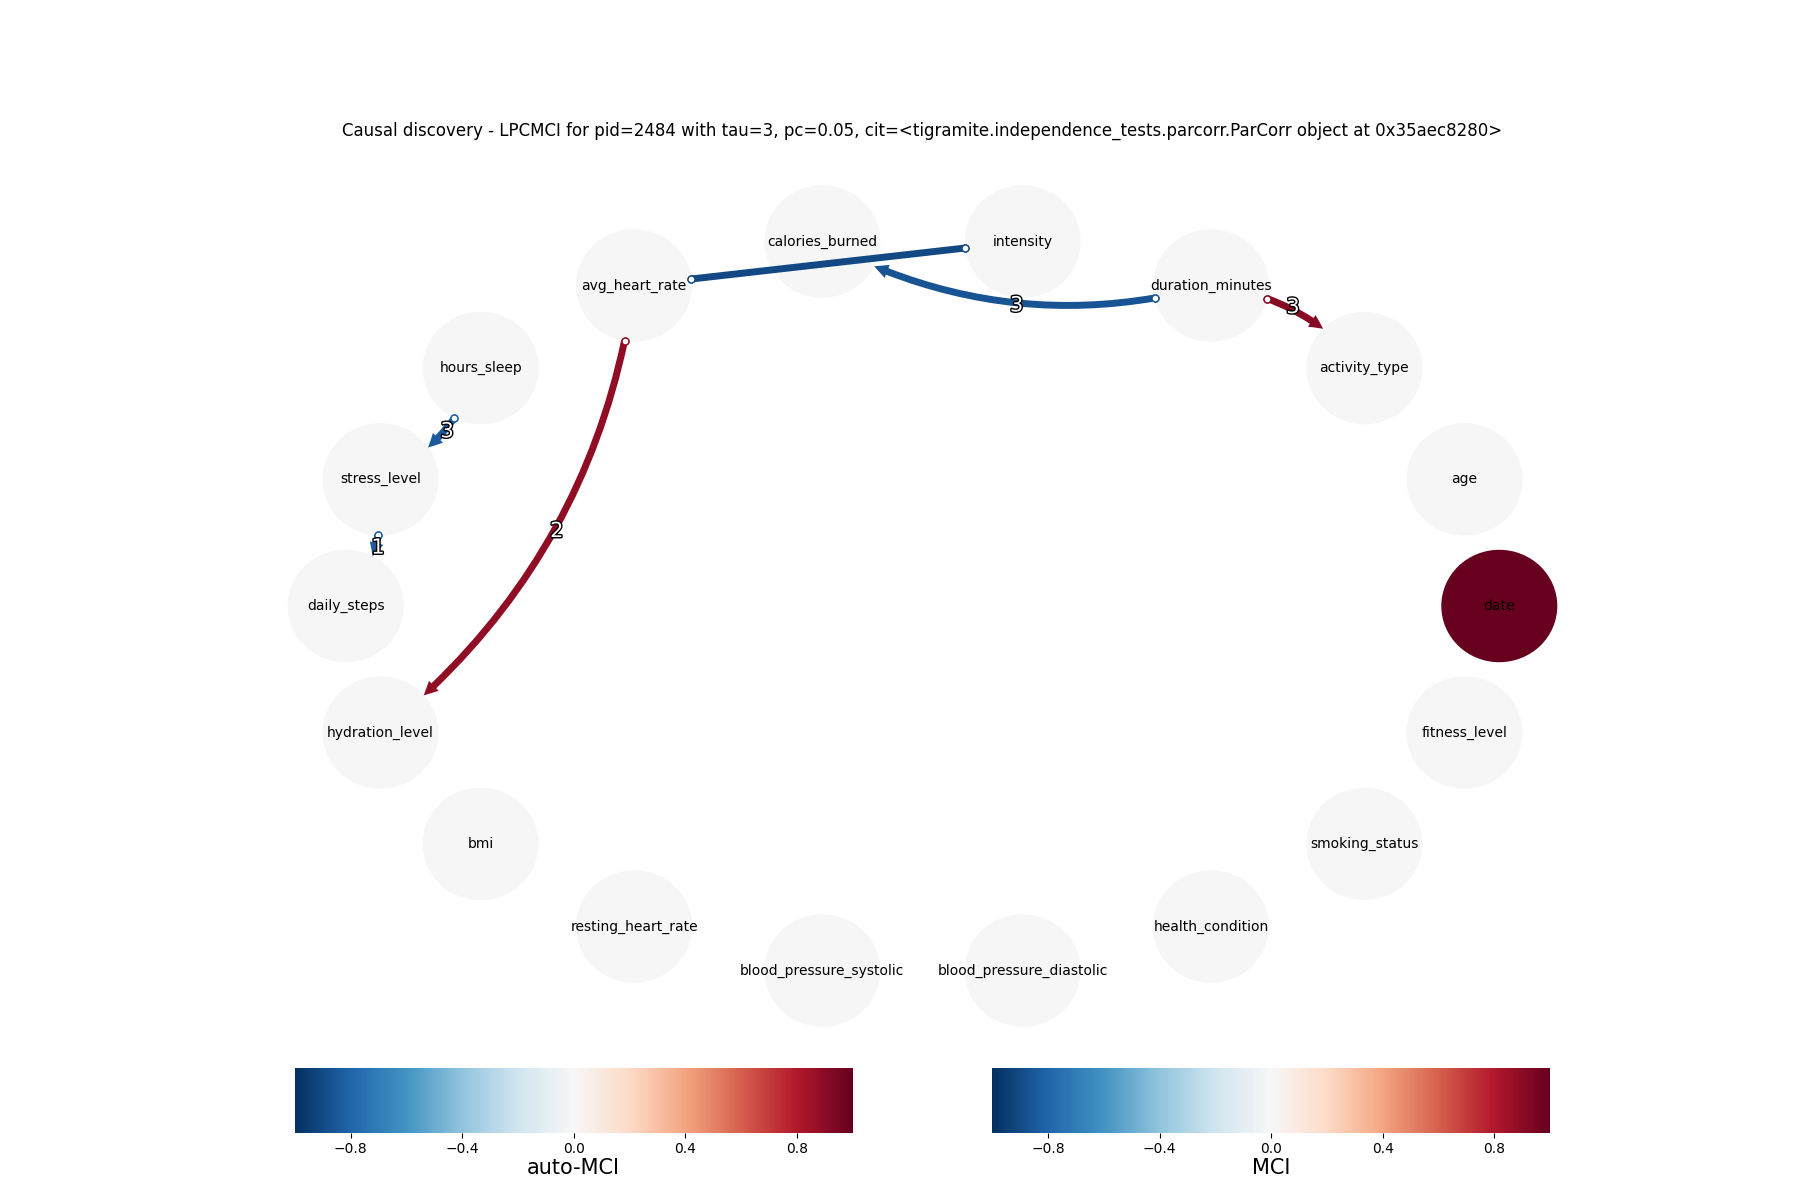 Causal discovery - LPCMCI for pid=2484 with tau=3, pc=0.05, cit=<tigramite.independence_tests.parcorr.ParCorr object at 0x35aec8280>
calories_burned
intensity
avg_heart_rate
duration_minutes
3
3
hours_sleep
activity_type
3
stress_level
age
2
1
daily_steps
date
hydration_level
fitness_level
bmi
smoking_status
resting_heart_rate
health_condition
blood_pressure_systolic
blood_pressure_diastolic
−0.8 −0.4 0.0 0.4 0.8
auto-MCI
−0.8 −0.4 0.0 0.4 0.8
MCI